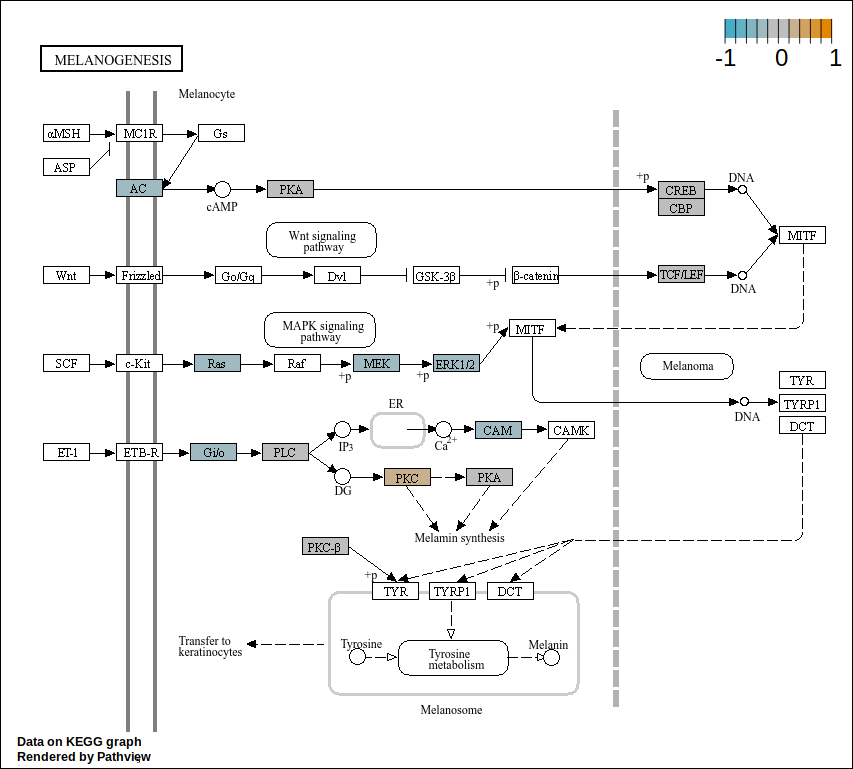 -1 0 1
MELANOGENESIS
Melanocyte
αMSH MC1R Gs
ASP
AC cAMP PKA +p CREB DNA
CBP
MITF
Wnt signaling
pathway
Wnt Frizzled Go/Gq Dvl GSK-3β +p β-catenin TCF/LEF DNA
MAPK signaling
pathway
+p MITF
SCF c-Kit Ras Raf +p MEK +p ERK1/2
Melanoma
TYR
DNA TYRP1
DCT
ER
ET-1 ETB-R Gi/o PLC IP3 Ca2+ CAM CAMK
DG PKC PKA
Melamin synthesis
PKC-β
+p
TYR TYRP1 DCT
Transfer to
keratinocytes
Tyrosine Melanin
Tyrosine
metabolism
Melanosome
Data on KEGG graph
Rendered by Pathview